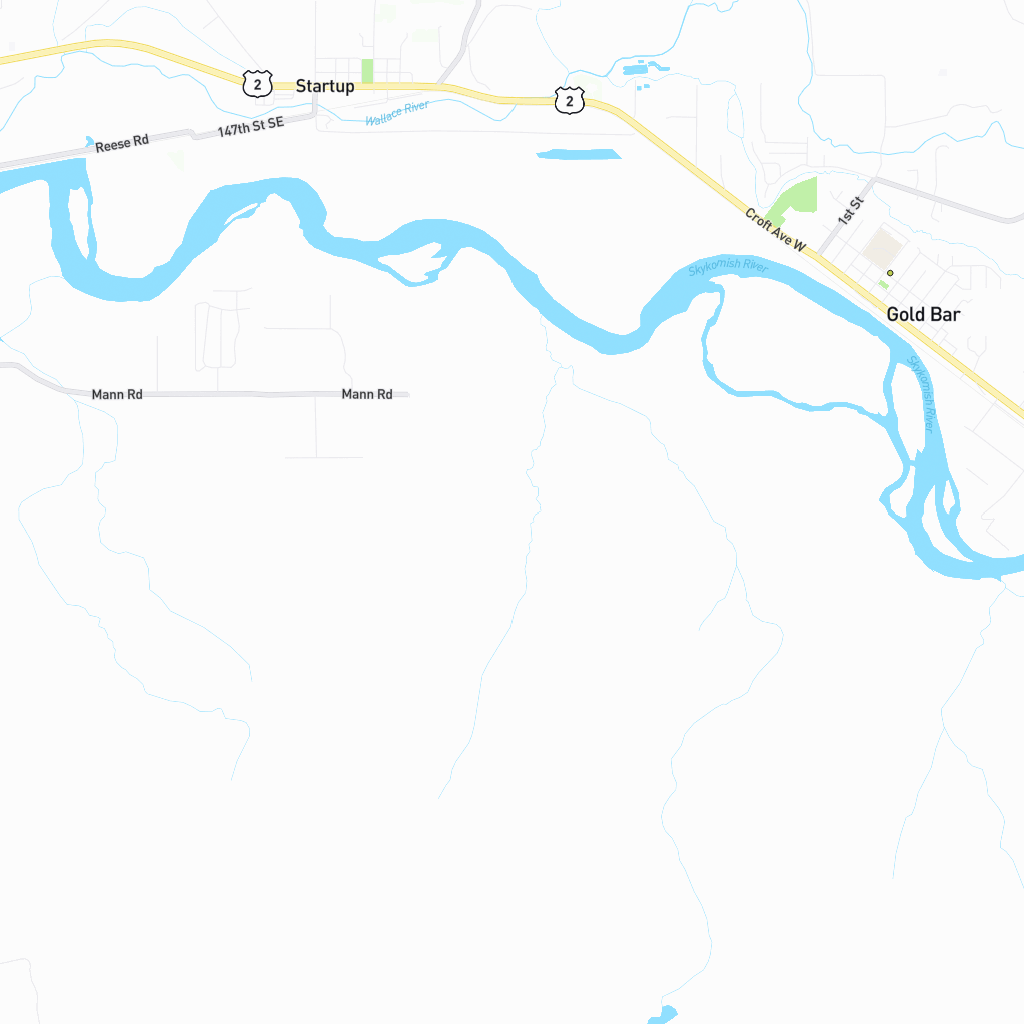 2
Startup
2
Wallace River
147th St SE
Reese Rd
1st St
Croft Ave W
Skykomish River
Gold Bar
Skykomish River
Mann Rd
Mann Rd